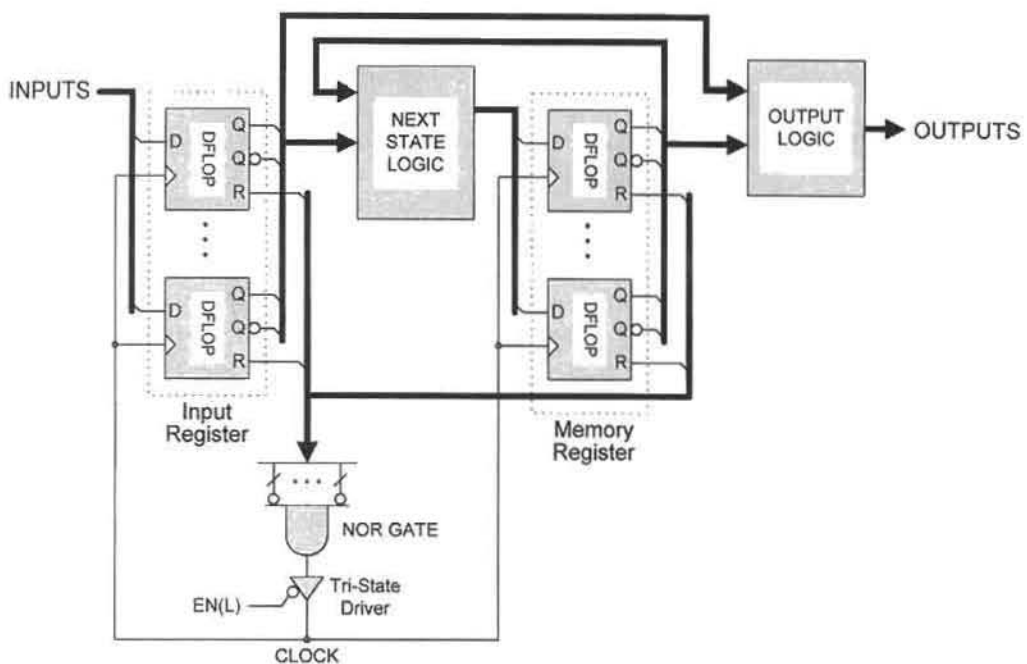 INPUTS
DFLOP
D
Q
Q
R
DFLOP
D
Q
Q
R
Input
Register
NEXT
STATE
LOGIC
DFLOP
D
Q
Q
R
DFLOP
D
Q
Q
R
Memory
Register
OUTPUT
LOGIC
OUTPUTS
NOR GATE
Tri-State
Driver
EN(L)
CLOCK